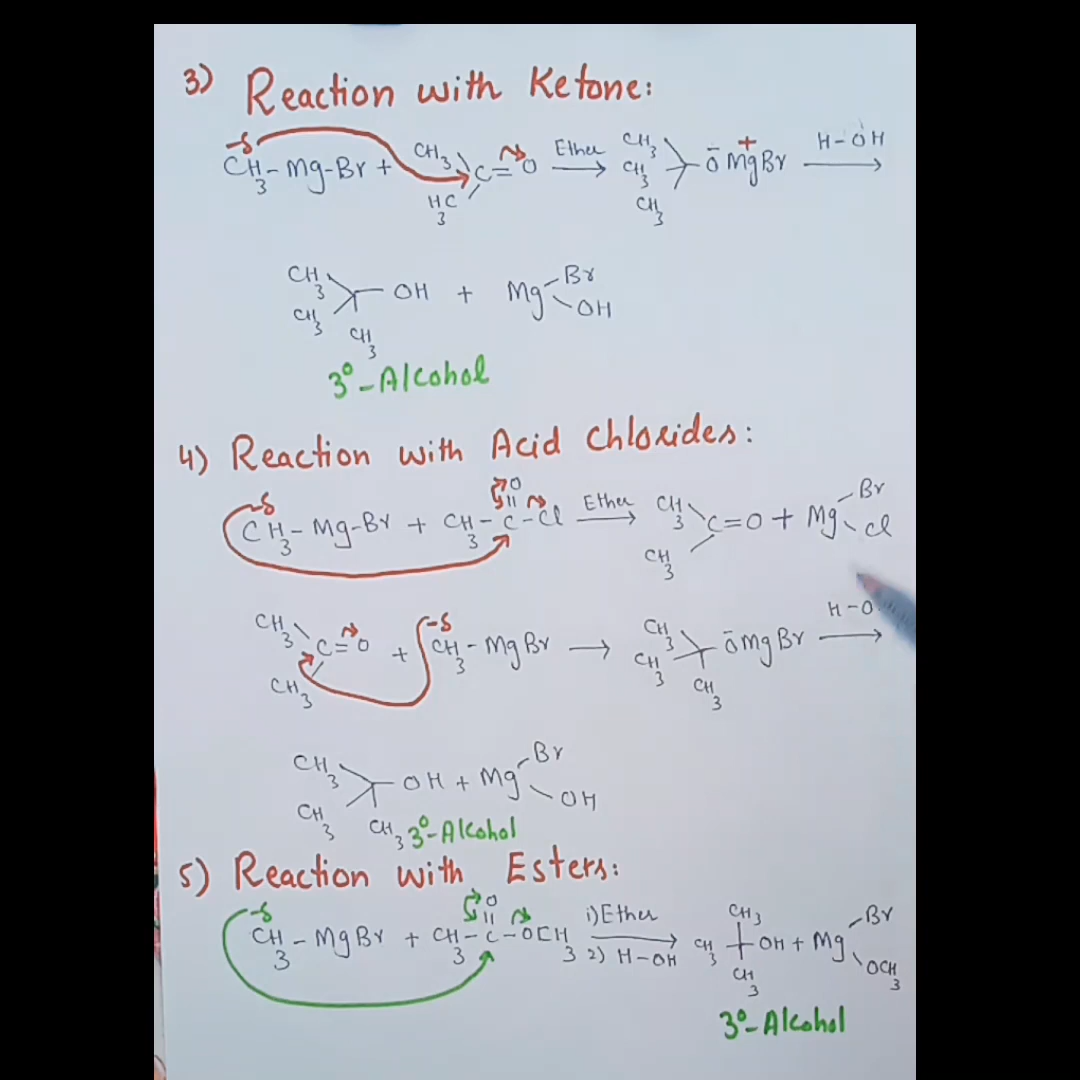 3) Reaction with Ketone:
-δ
CH3-Mg-Br + CH3 H3C C=O Ether → CH3 CH3 CH3 ŌM⁺gBr H-OH →
CH3 CH3 CH3 OH + Mg Br OH
3°-Alcohol
4) Reaction with Acid Chlorides:
-δ
CH3-Mg-Br + CH3-C-Cl O Ether → CH3 CH3 C=O + Mg Br Cl
CH3 CH3 C=O + -δ CH3-MgBr → CH3 CH3 CH3 ŌMgBr H-O →
CH3 CH3 CH3 OH + Mg Br OH
3°-Alcohol
5) Reaction with Esters:
-δ
CH3-MgBr + CH3-C-OCH3 O 1) Ether 2) H-OH → CH3 CH3 CH3 OH + Mg Br OCH3
3°-Alcohol